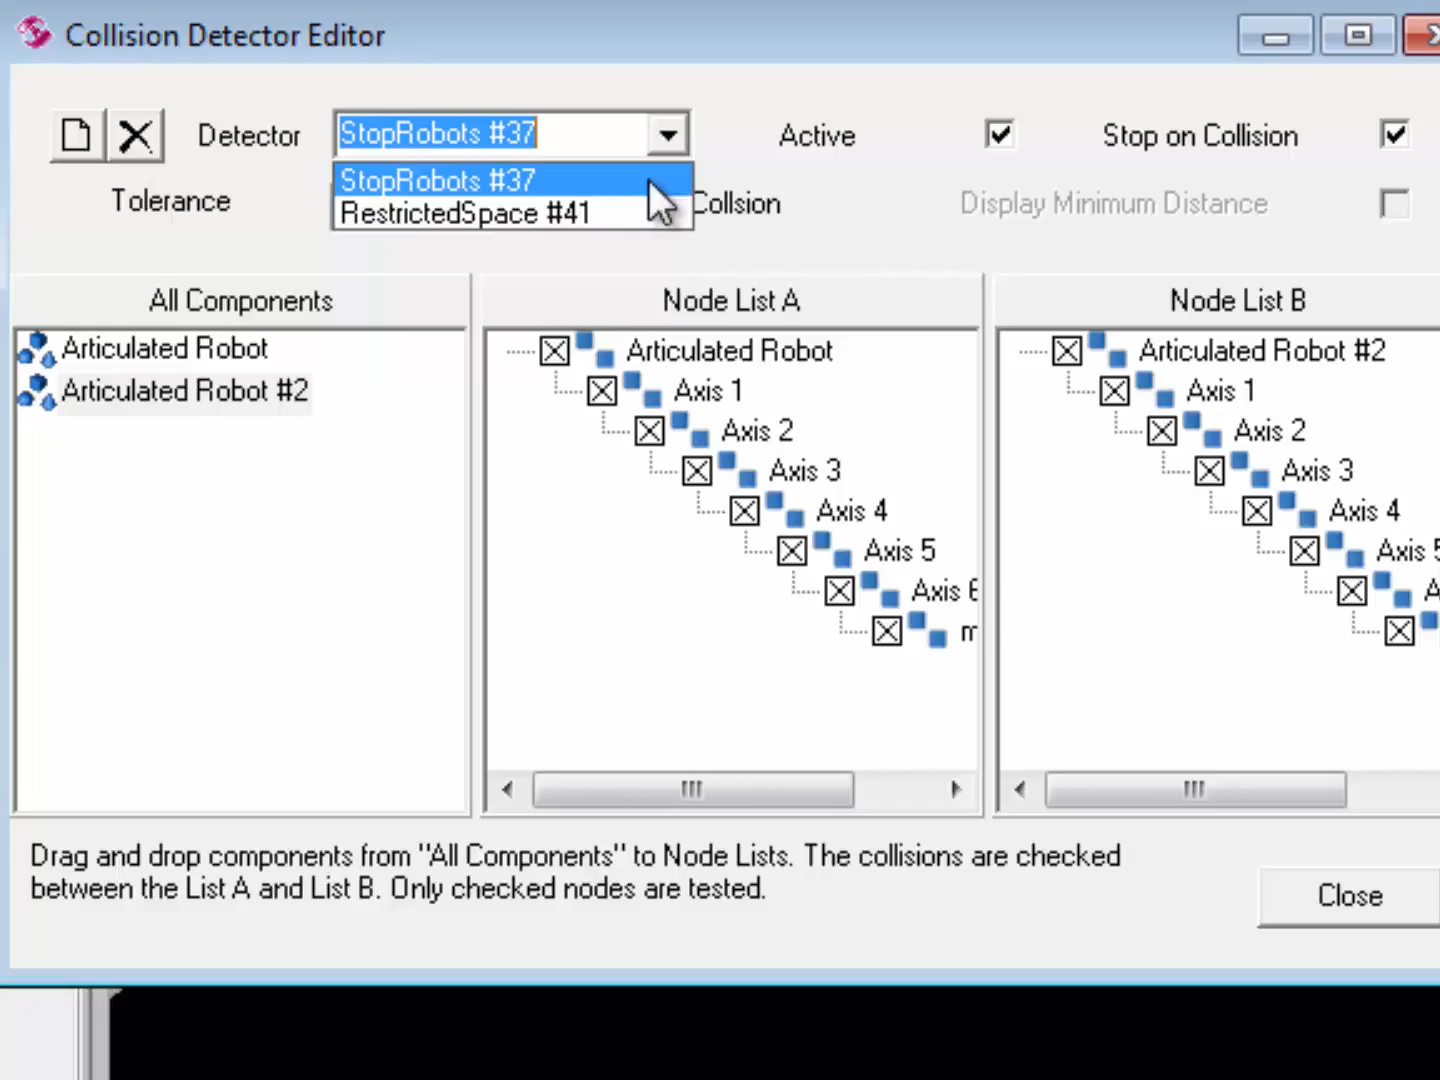 Collision Detector Editor
Detector
StopRobots #37
Active
Stop on Collision
StopRobots #37
RestrictedSpace #41
Tolerance
Collsion
Display Minimum Distance
All Components
Node List A
Node List B
Articulated Robot
Articulated Robot #2
Articulated Robot
Axis 1
Axis 2
Axis 3
Axis 4
Axis 5
Axis
Articulated Robot #2
Axis 1
Axis 2
Axis 3
Axis 4
Axis
Drag and drop components from "All Components" to Node Lists. The collisions are checked
between the List A and List B. Only checked nodes are tested.
Close